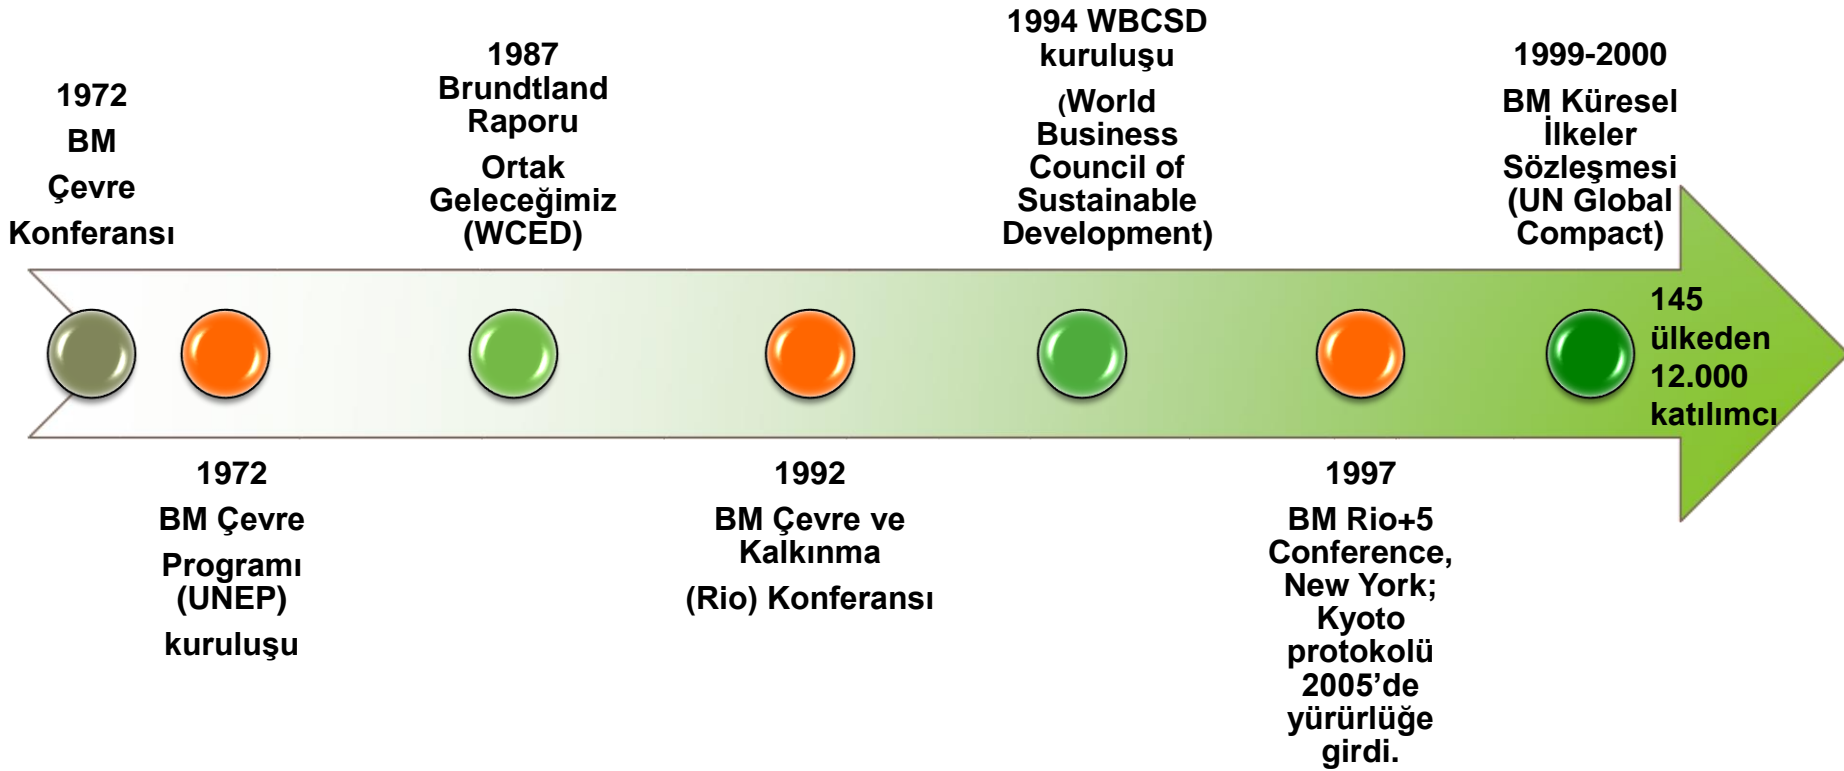 1972
BM
Çevre
Konferansı
1972
BM Çevre
Programı
(UNEP)
kuruluşu
1987
Brundtland
Raporu
Ortak
Geleceğimiz
(WCED)
1992
BM Çevre ve
Kalkınma
(Rio) Konferansı
1994 WBCSD
kuruluşu
(World
Business
Council of
Sustainable
Development)
1997
BM Rio+5
Conference,
New York;
Kyoto
protokolü
2005’de
yürürlüğe
girdi.
1999-2000
BM Küresel
İlkeler
Sözleşmesi
(UN Global
Compact)
145
ülkeden
12.000
katılımcı